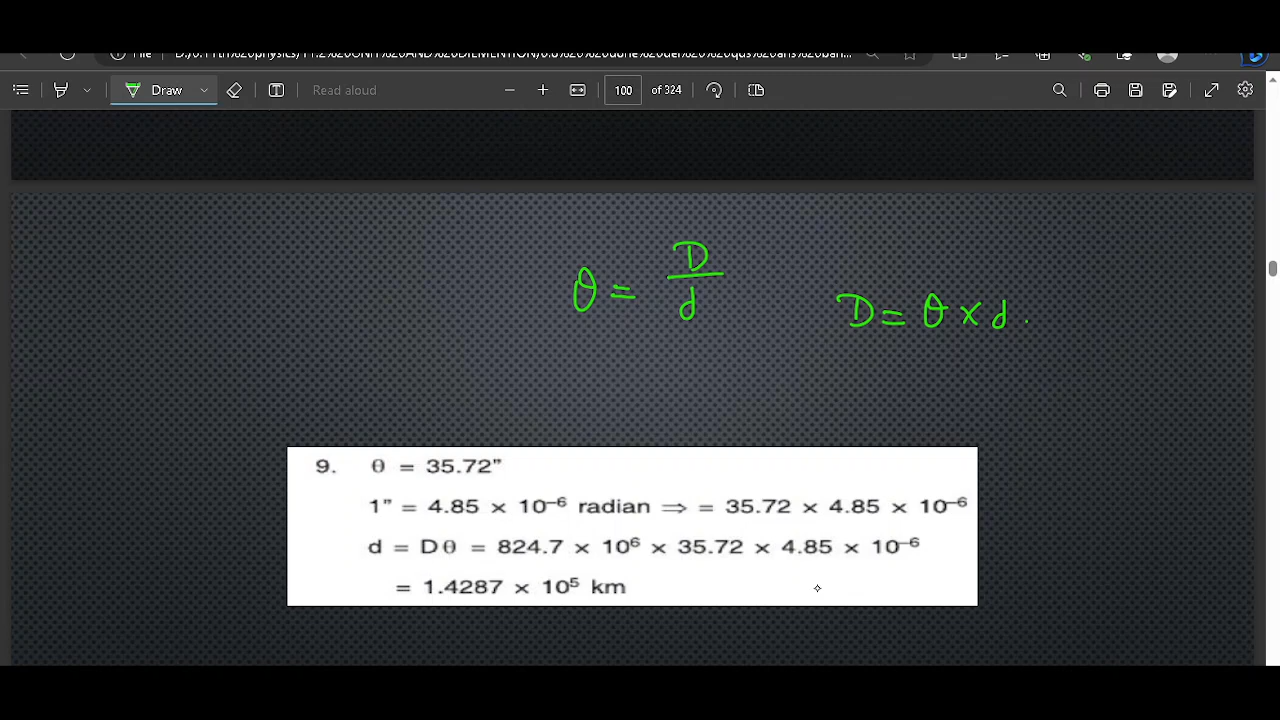 Draw
Read aloud
100 of 324
θ = D/d
D = θ × d.
9. θ = 35.72”
1” = 4.85 × 10⁻⁶ radian ⇒ = 35.72 × 4.85 × 10⁻⁶
d = Dθ = 824.7 × 10⁶ × 35.72 × 4.85 × 10⁻⁶
= 1.4287 × 10⁵ km